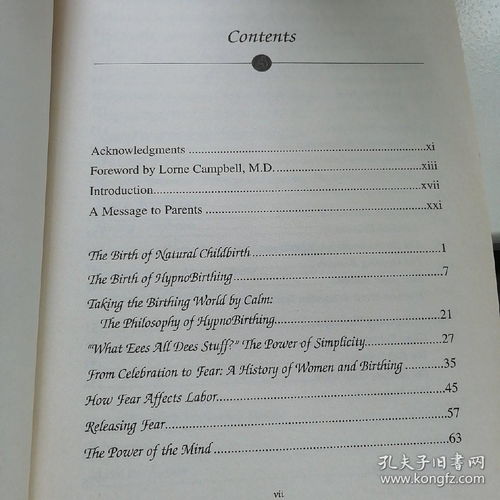 Contents
Acknowledgments ........ xi
Foreword by Lorne Campbell, M.D. ........ xiii
Introduction ........ xvii
A Message to Parents ........ xxi
The Birth of Natural Childbirth ........ 1
The Birth of HypnoBirthing ........ 7
Taking the Birthing World by Calm:
The Philosophy of HypnoBirthing ........ 21
"What Eees All Dees Stuff?" The Power of Simplicity ........ 27
From Celebration to Fear: A History of Women and Birthing ........ 35
How Fear Affects Labor ........ 45
Releasing Fear ........ 57
The Power of the Mind ........ 63
vii
孔夫子旧书网
www.kongfz.com